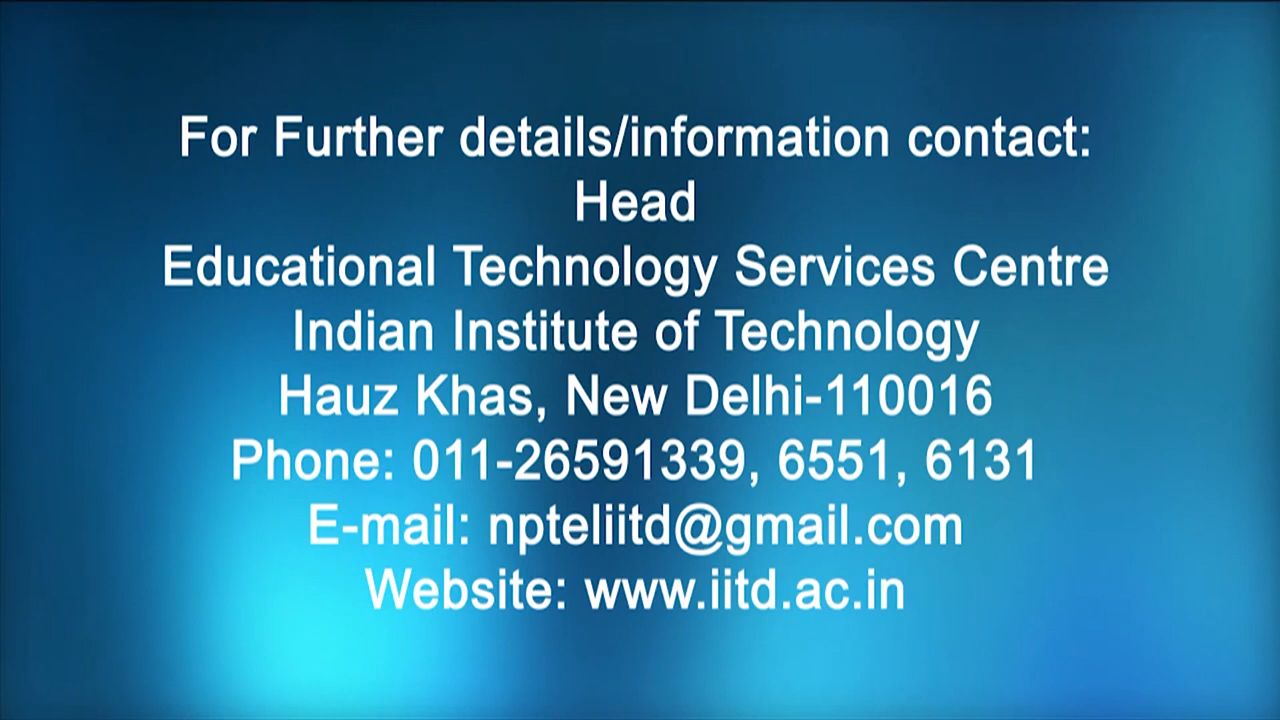 For Further details/information contact:
Head
Educational Technology Services Centre
Indian Institute of Technology
Hauz Khas, New Delhi-110016
Phone: 011-26591339, 6551, 6131
E-mail: npteliitd@gmail.com
Website: www.iitd.ac.in